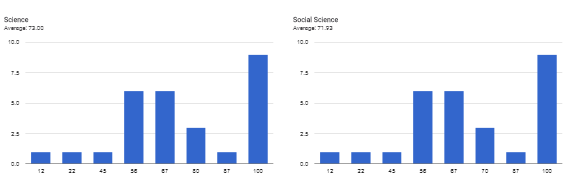 Science
Average: 73.00
10.0
7.5
5.0
2.5
0.0
12 22 45 56 67 80 87 100
Social Science
Average: 71.93
10.0
7.5
5.0
2.5
0.0
12 22 45 56 67 70 87 100